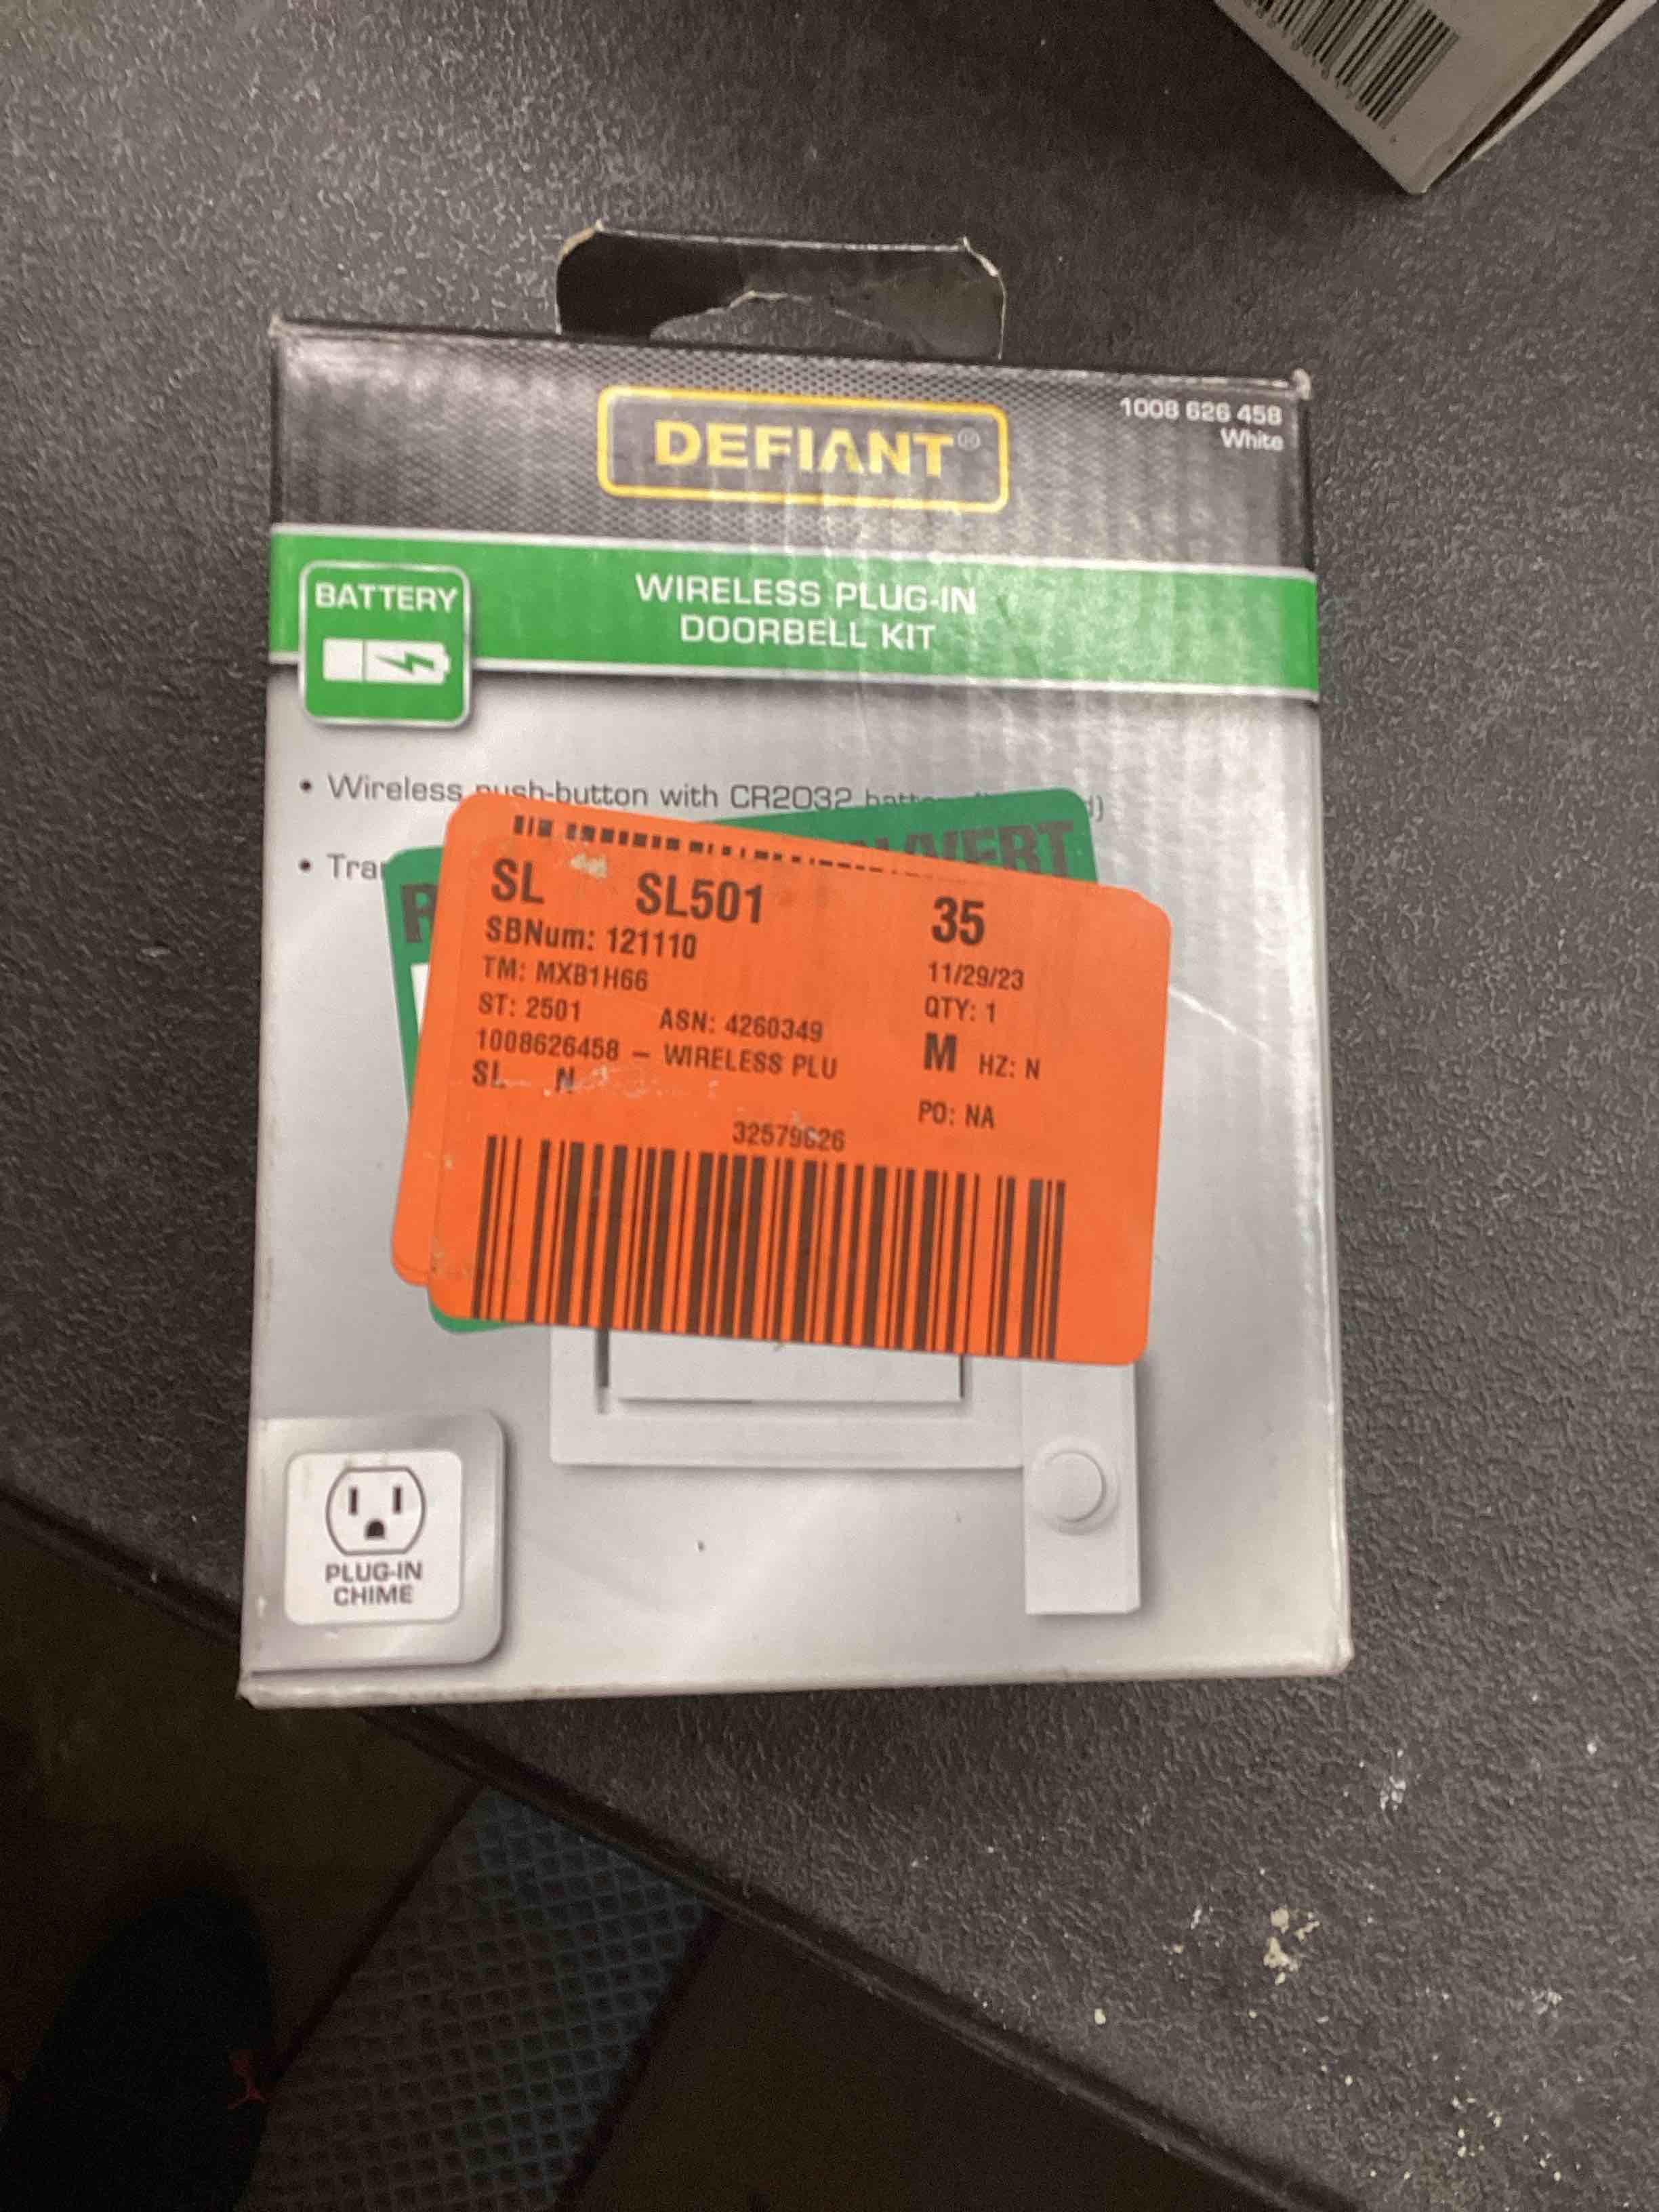 DEFIANT®
1008 626 458
White
BATTERY
WIRELESS PLUG-IN
DOORBELL KIT
• Wireless push-button with CR2032
•
SL SL501 35
SBNum: 121110
11/29/23
TM: MXB1H66
QTY: 1
ST: 2501 ASN: 4260349
M HZ: N
1008626458 – WIRELESS PLU
SL N
PO: NA
32579626
PLUG-IN
CHIME